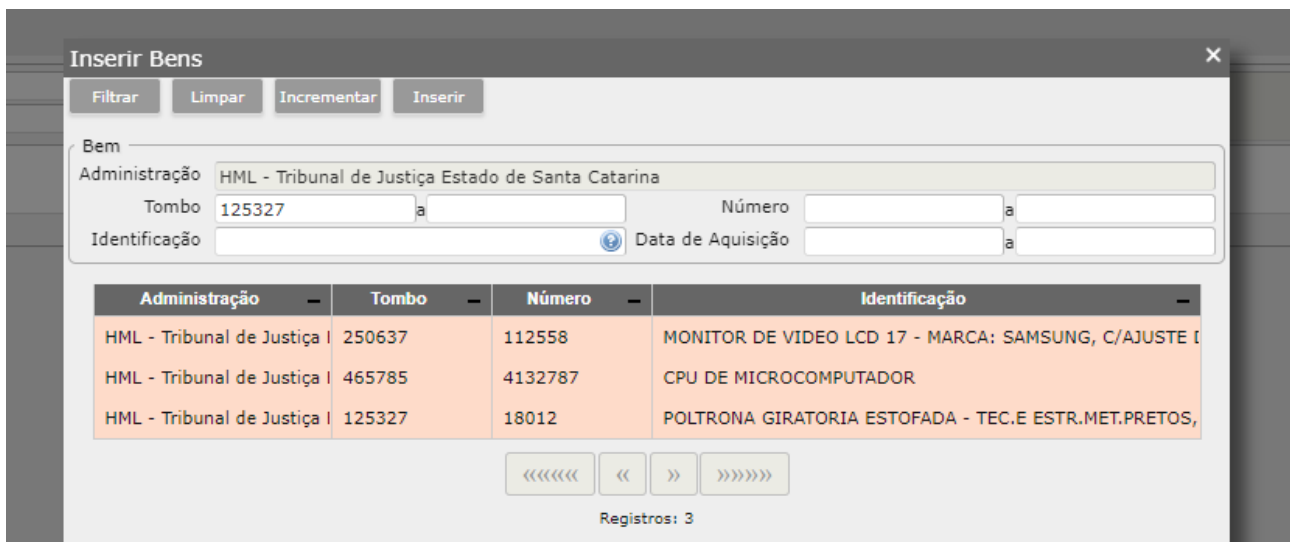 Inserir Bens ×
Filtrar Limpar Incrementar Inserir
Bem
Administração HML - Tribunal de Justiça Estado de Santa Catarina
Tombo 125327 a Número a
Identificação Data de Aquisição a
Administração Tombo Número Identificação
HML - Tribunal de Justiça 250637 112558 MONITOR DE VIDEO LCD 17 - MARCA: SAMSUNG, C/AJUSTE
HML - Tribunal de Justiça 465785 4132787 CPU DE MICROCOMPUTADOR
HML - Tribunal de Justiça 125327 18012 POLTRONA GIRATORIA ESTOFADA - TEC.E ESTR.MET.PRETOS,
«««« « » »»»»
Registros: 3